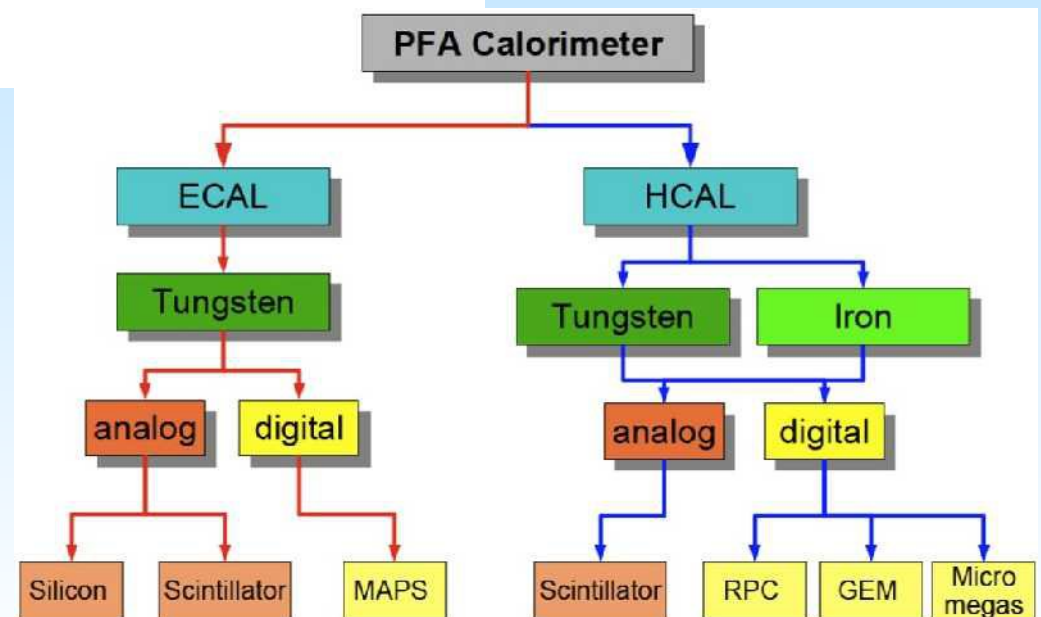 PFA Calorimeter
ECAL
HCAL
Tungsten
Tungsten
Iron
analog
digital
analog
digital
Silicon
Scintillator
MAPS
Scintillator
RPC
GEM
Micro
megas